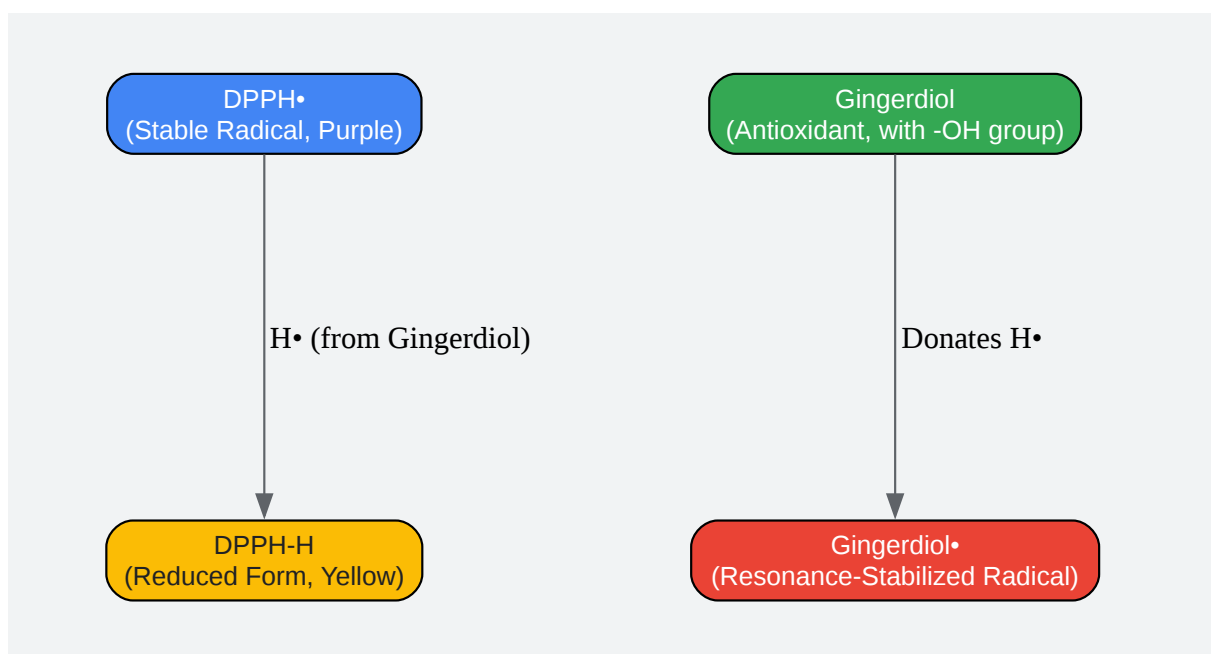 DPPH•
(Stable Radical, Purple)
Gingerdiol
(Antioxidant, with -OH group)
H• (from Gingerdiol)
Donates H•
DPPH-H
(Reduced Form, Yellow)
Gingerdiol•
(Resonance-Stabilized Radical)